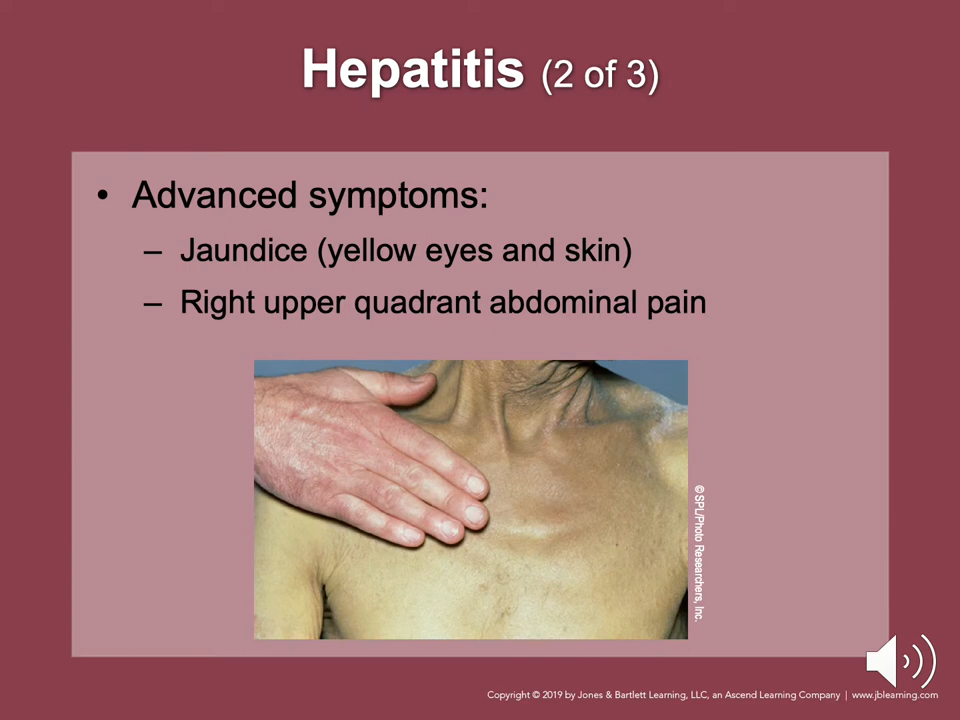 Hepatitis (2 of 3)
• Advanced symptoms:
– Jaundice (yellow eyes and skin)
– Right upper quadrant abdominal pain
© SPL/Photo Researchers, Inc.
Copyright © 2019 by Jones & Bartlett Learning, LLC, an Ascend Learning Company | www.jblearning.com